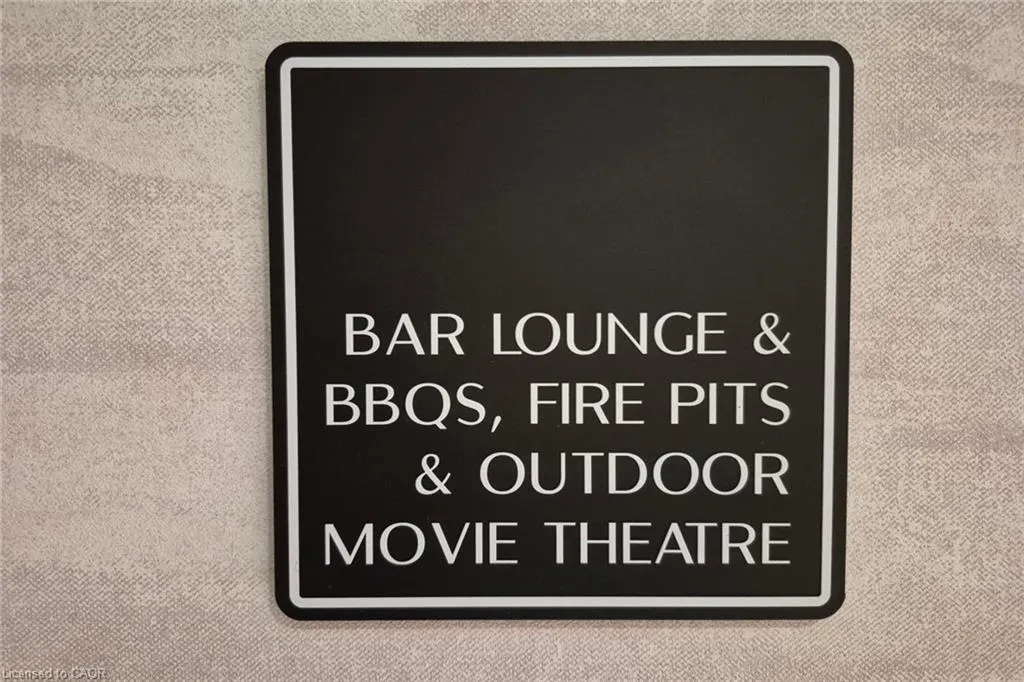 BAR LOUNGE &
BBQS, FIRE PITS
& OUTDOOR
MOVIE THEATRE
Licensed to CAOR